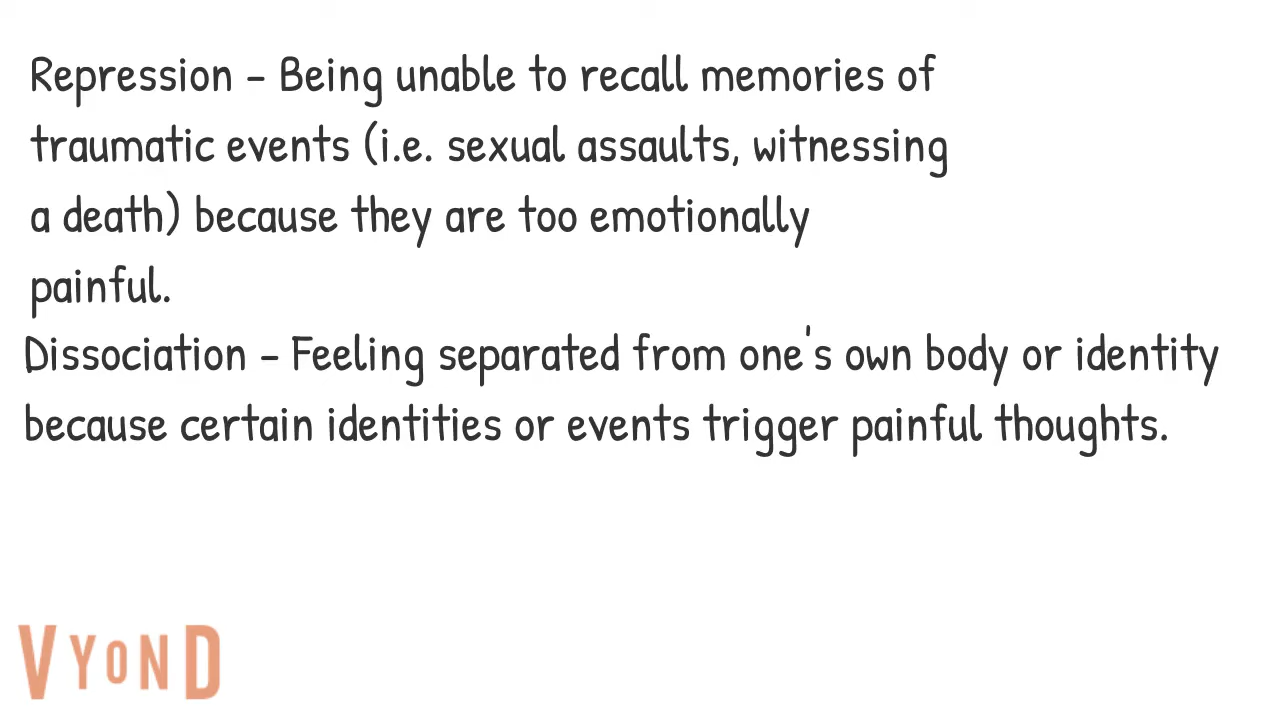 Repression - Being unable to recall memories of
traumatic events (i.e. sexual assaults, witnessing
a death) because they are too emotionally
painful.
Dissociation - Feeling separated from one's own body or identity
because certain identities or events trigger painful thoughts.
VYOND